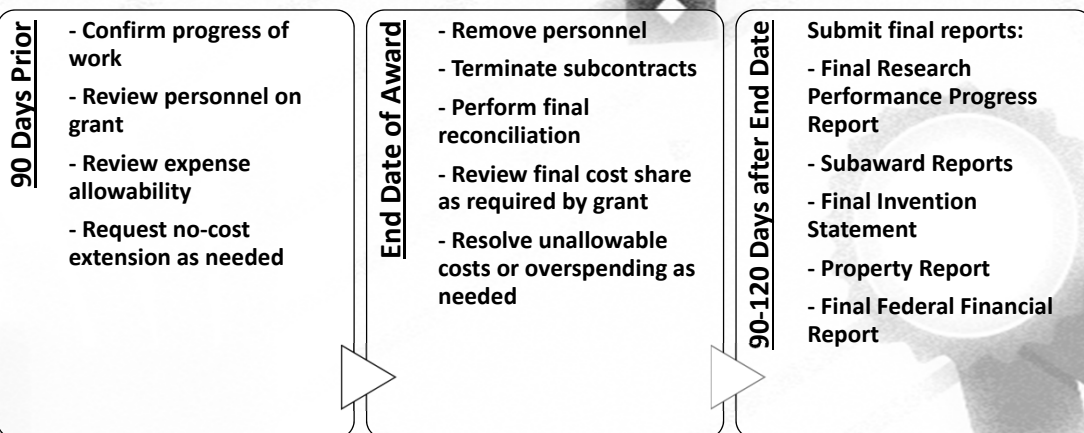 90 Days Prior
- Confirm progress of
work
- Review personnel on
grant
- Review expense
allowability
- Request no-cost
extension as needed
End Date of Award
- Remove personnel
- Terminate subcontracts
- Perform final
reconciliation
- Review final cost share
as required by grant
- Resolve unallowable
costs or overspending as
needed
90-120 Days after End Date
Submit final reports:
- Final Research
Performance Progress
Report
- Subaward Reports
- Final Invention
Statement
- Property Report
- Final Federal Financial
Report